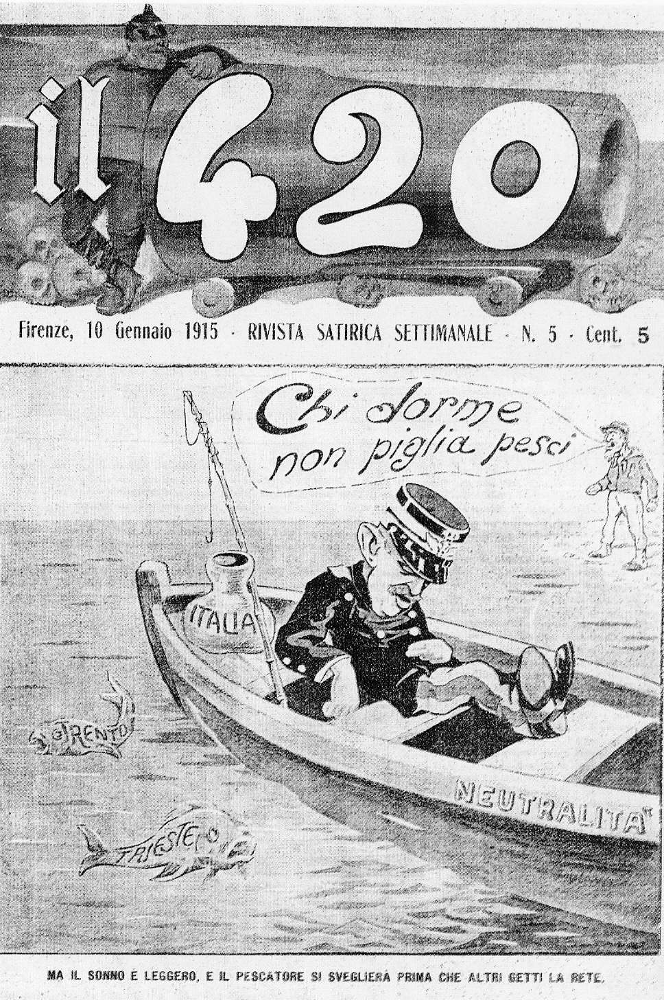 il 420
Firenze, 10 Gennaio 1915 · RIVISTA SATIRICA SETTIMANALE - N. 5 · Cent. 5
Chi dorme
non piglia pesci
ITALIA
TRENTO
NEUTRALITA"
TRIESTE
MA IL SONNO È LEGGERO, E IL PESCATORE SI SVEGLIERÀ PRIMA CHE ALTRI GETTI LA RETE.